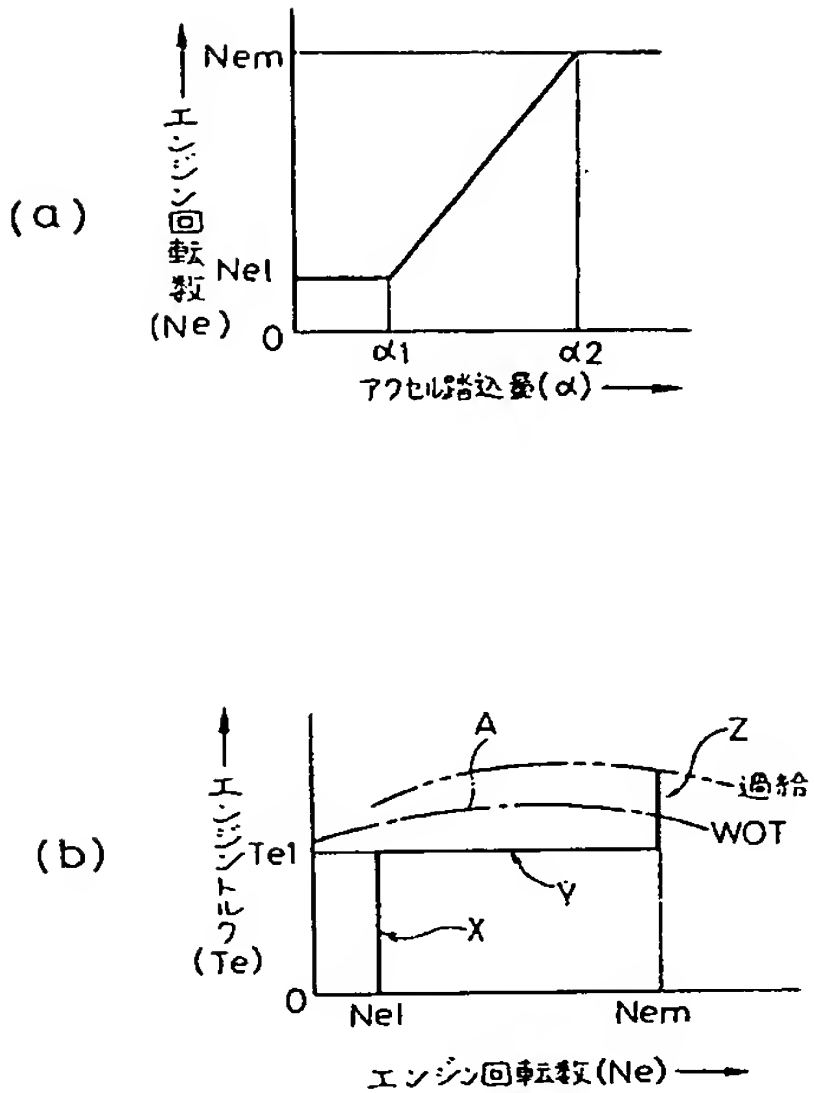 (a)
エンジン回転数
(Ne)
Nem
Ne1
0
α1
α2
アクセル踏込量(α)
(b)
エンジントルク
(Te)
Te1
0
A
Z
過給
WOT
Y
X
Ne1
Nem
エンジン回転数(Ne)